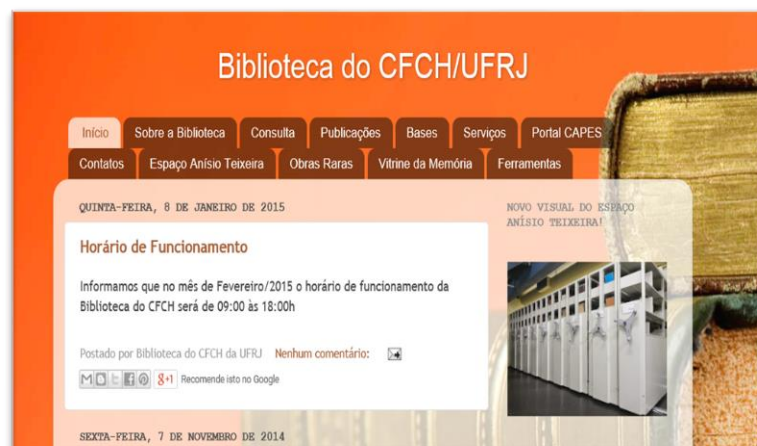 Biblioteca do CFCH/UFRJ
Início Sobre a Biblioteca Consulta Publicações Bases Serviços Portal CAPES
Contatos Espaço Anísio Teixeira Obras Raras Vitrine da Memória Ferramentas
QUINTA-FEIRA, 8 DE JANEIRO DE 2015
Horário de Funcionamento
Informamos que no mês de Fevereiro/2015 o horário de funcionamento da
Biblioteca do CFCH será de 09:00 às 18:00h
Postado por Biblioteca do CFCH da UFRJ Nenhum comentário:
g+1 Recomende isto no Google
SEXTA-FEIRA, 7 DE NOVEMBRO DE 2014
NOVO VISUAL DO ESPAÇO
ANÍSIO TEIXEIRA!